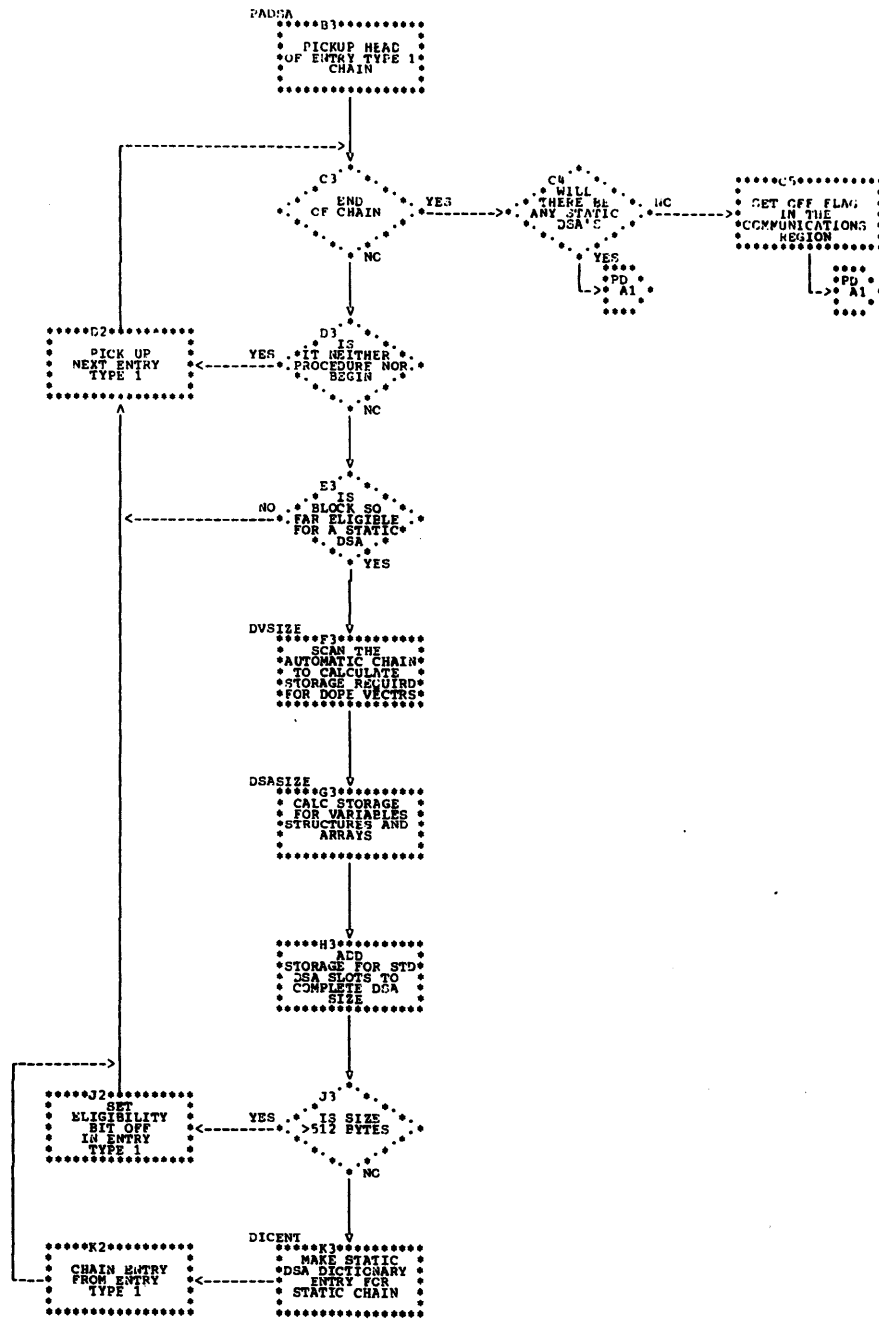 PADSA
B3
PICKUP HEAD
OF ENTRY TYPE 1
CHAIN
C3
END
OF CHAIN
YES
NO
C4
WILL
THERE BE
ANY STATIC
DSA'S
NO
YES
C5
SET OFF FLAG
IN THE
COMMUNICATIONS
REGION
PD
A1
PD
A1
D2
PICK UP
NEXT ENTRY
TYPE 1
YES
D3
IS
IT NEITHER
PROCEDURE NOR
BEGIN
NO
E3
IS
BLOCK SO
FAR ELIGIBLE
FOR A STATIC
DSA
NO
YES
DVSIZE
F3
SCAN THE
AUTOMATIC CHAIN
TO CALCULATE
STORAGE REQUIRD
FOR DOPE VECTRS
DSASIZE
G3
CALC STORAGE
FOR VARIABLES
STRUCTURES AND
ARRAYS
H3
ADD
STORAGE FOR STD
DSA SLOTS TO
COMPLETE DSA
SIZE
J2
SET
ELIGIBILITY
BIT OFF
IN ENTRY
TYPE 1
YES
J3
IS SIZE
>512 BYTES
NO
K2
CHAIN ENTRY
FROM ENTRY
TYPE 1
DICENT
K3
MAKE STATIC
DSA DICTIONARY
ENTRY FOR
STATIC CHAIN